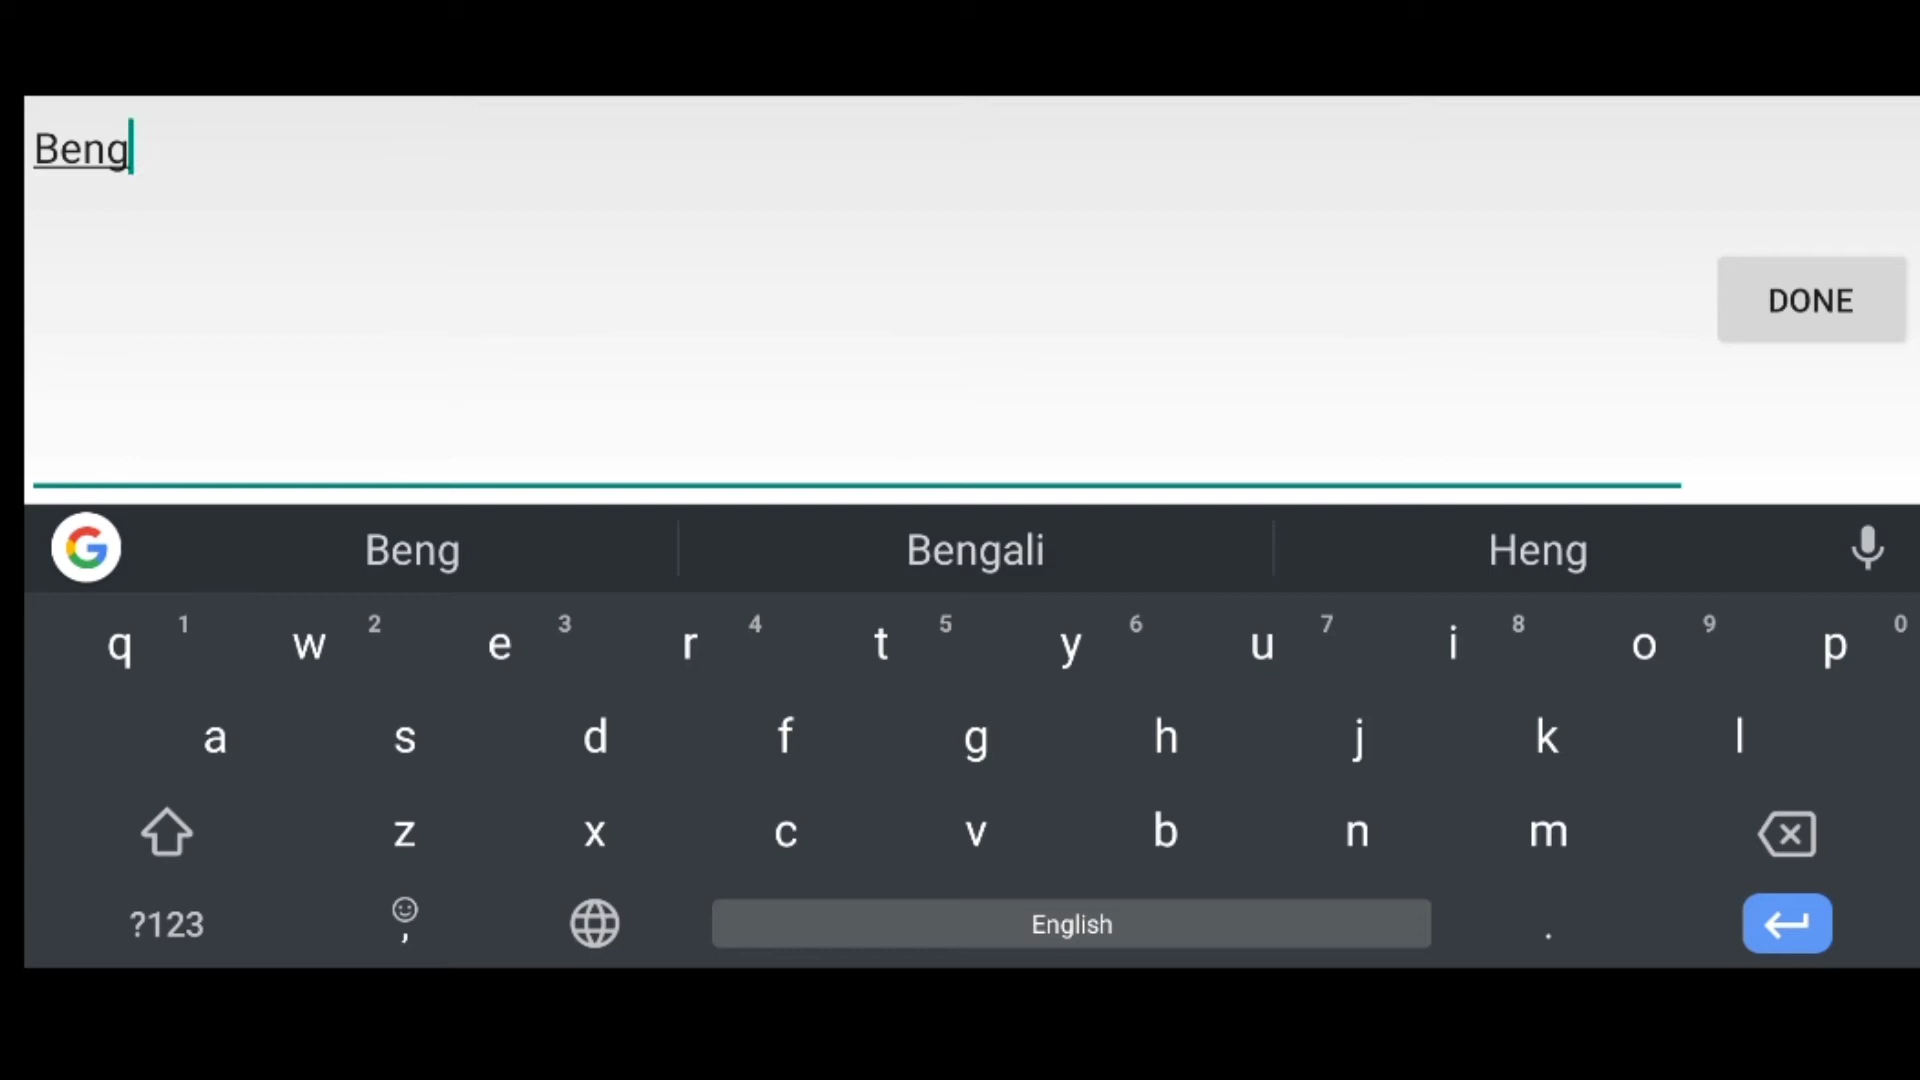 Beng
DONE
Beng Bengali Heng
q 1 w 2 e 3 r 4 t 5 y 6 u 7 i 8 o 9 p 0
a s d f g h j k l
z x c v b n m
?123 , English .